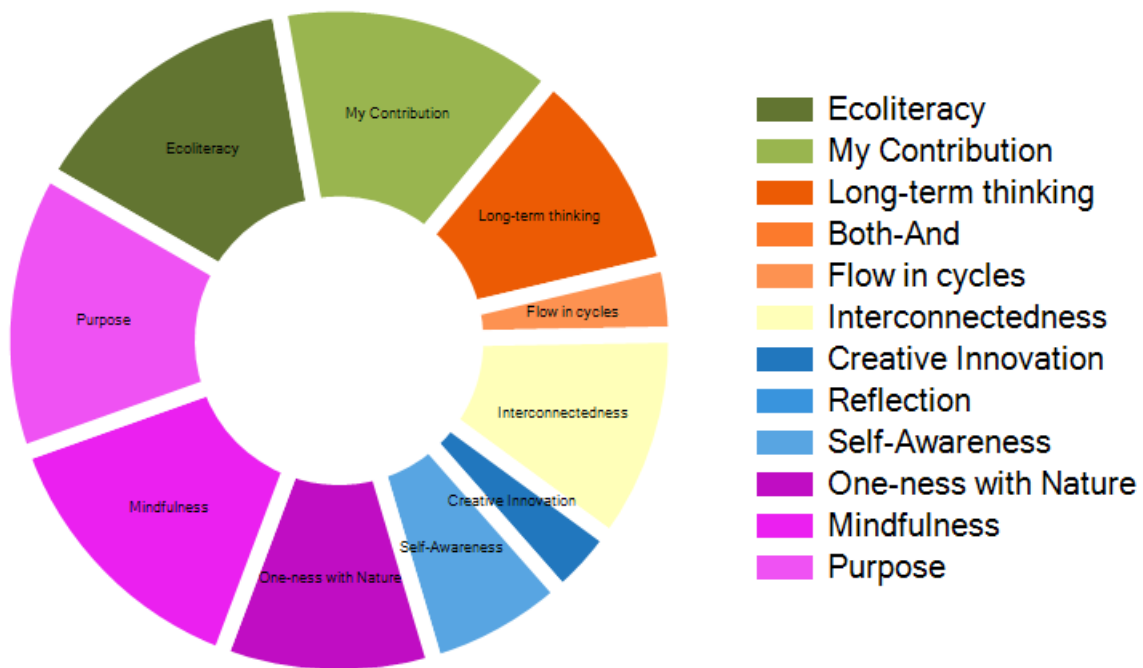 My Contribution
Ecoliteracy
Long-term thinking
Flow in cycles
Purpose
Interconnectedness
Mindfulness
Creative Innovation
Self-Awareness
One-ness with Nature
Ecoliteracy
My Contribution
Long-term thinking
Both-And
Flow in cycles
Interconnectedness
Creative Innovation
Reflection
Self-Awareness
One-ness with Nature
Mindfulness
Purpose